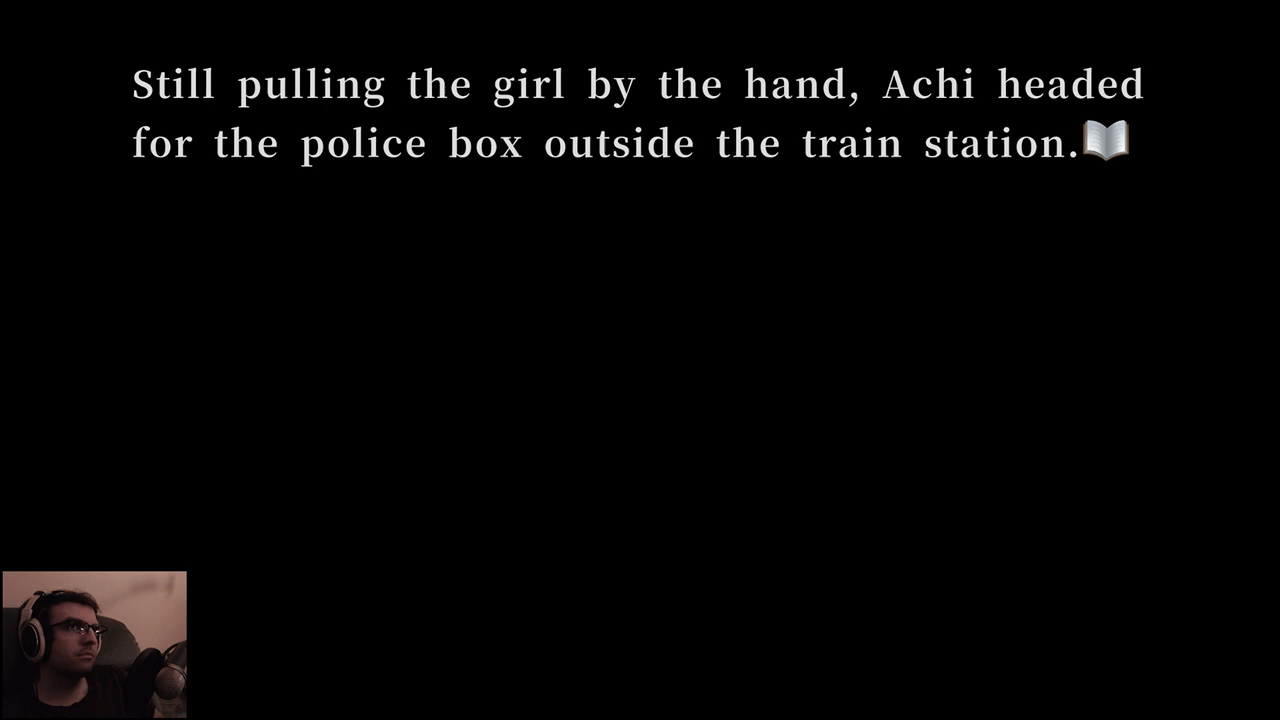 Still pulling the girl by the hand, Achi headed
for the police box outside the train station.